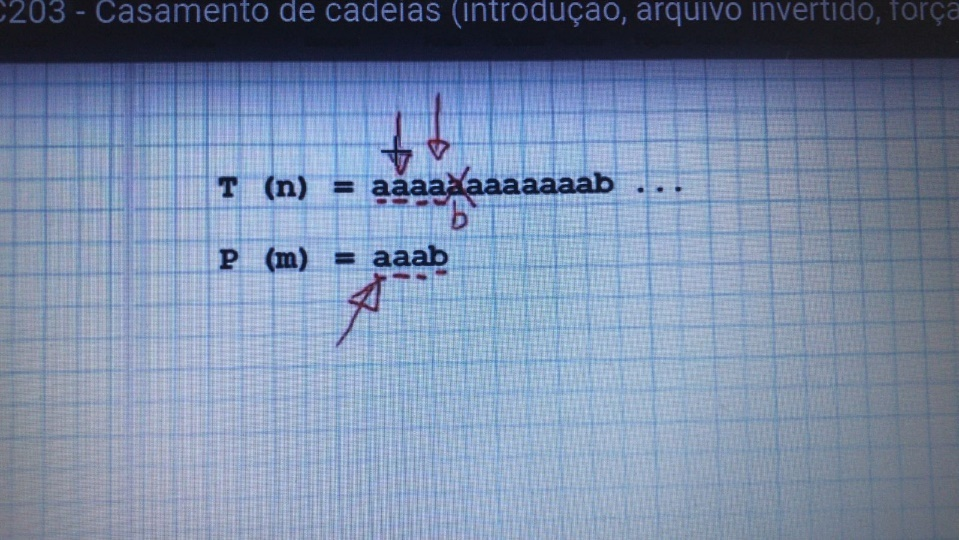 C203 - Casamento de cadeias (introdução, arquivo invertido, força
T (n) = aaaaaaaaaaaab ...
b
P (m) = aaab